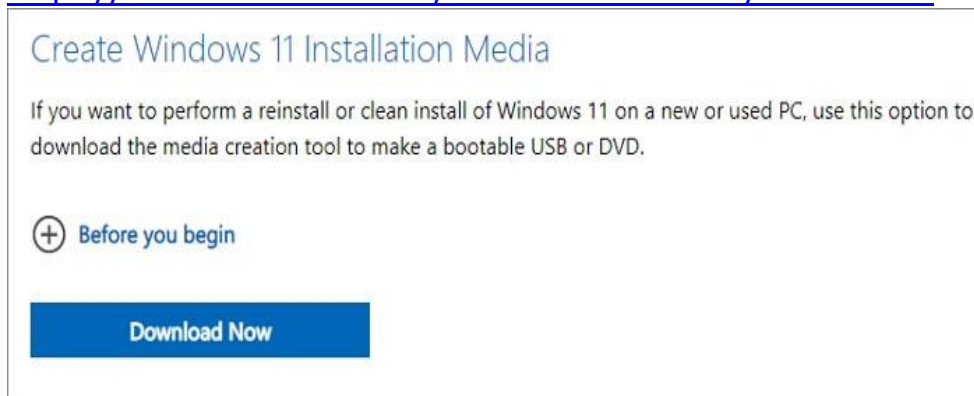 Create Windows 11 Installation Media
If you want to perform a reinstall or clean install of Windows 11 on a new or used PC, use this option to
download the media creation tool to make a bootable USB or DVD.
Before you begin
Download Now